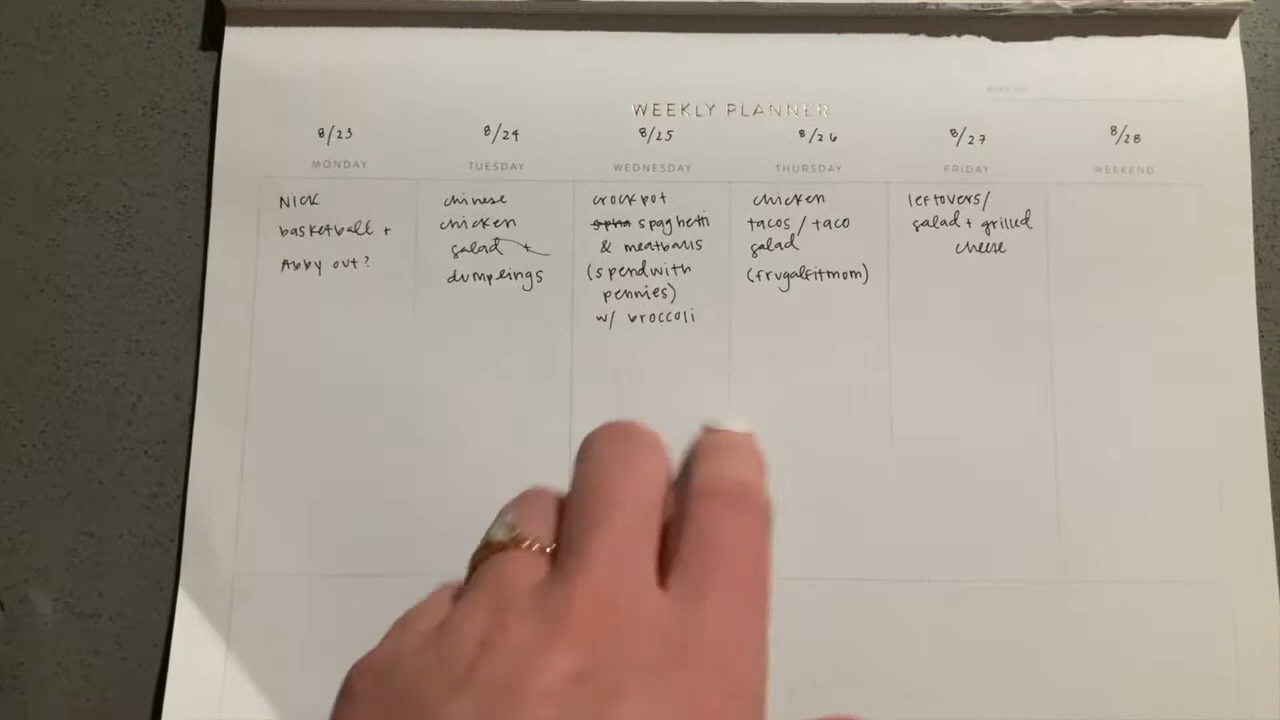 WEEKLY PLANNER
8/23
MONDAY
Nick
basketball +
Abby out?
8/24
TUESDAY
chinese
chicken
salad +
dumplings
8/25
WEDNESDAY
crockpot
spha spaghetti
& meatballs
(spendwith
pennies)
w/ broccoli
8/26
THURSDAY
chicken
tacos / taco
salad
(frugalfitmom)
8/27
FRIDAY
leftovers/
salad + grilled
cheese
8/28
WEEKEND